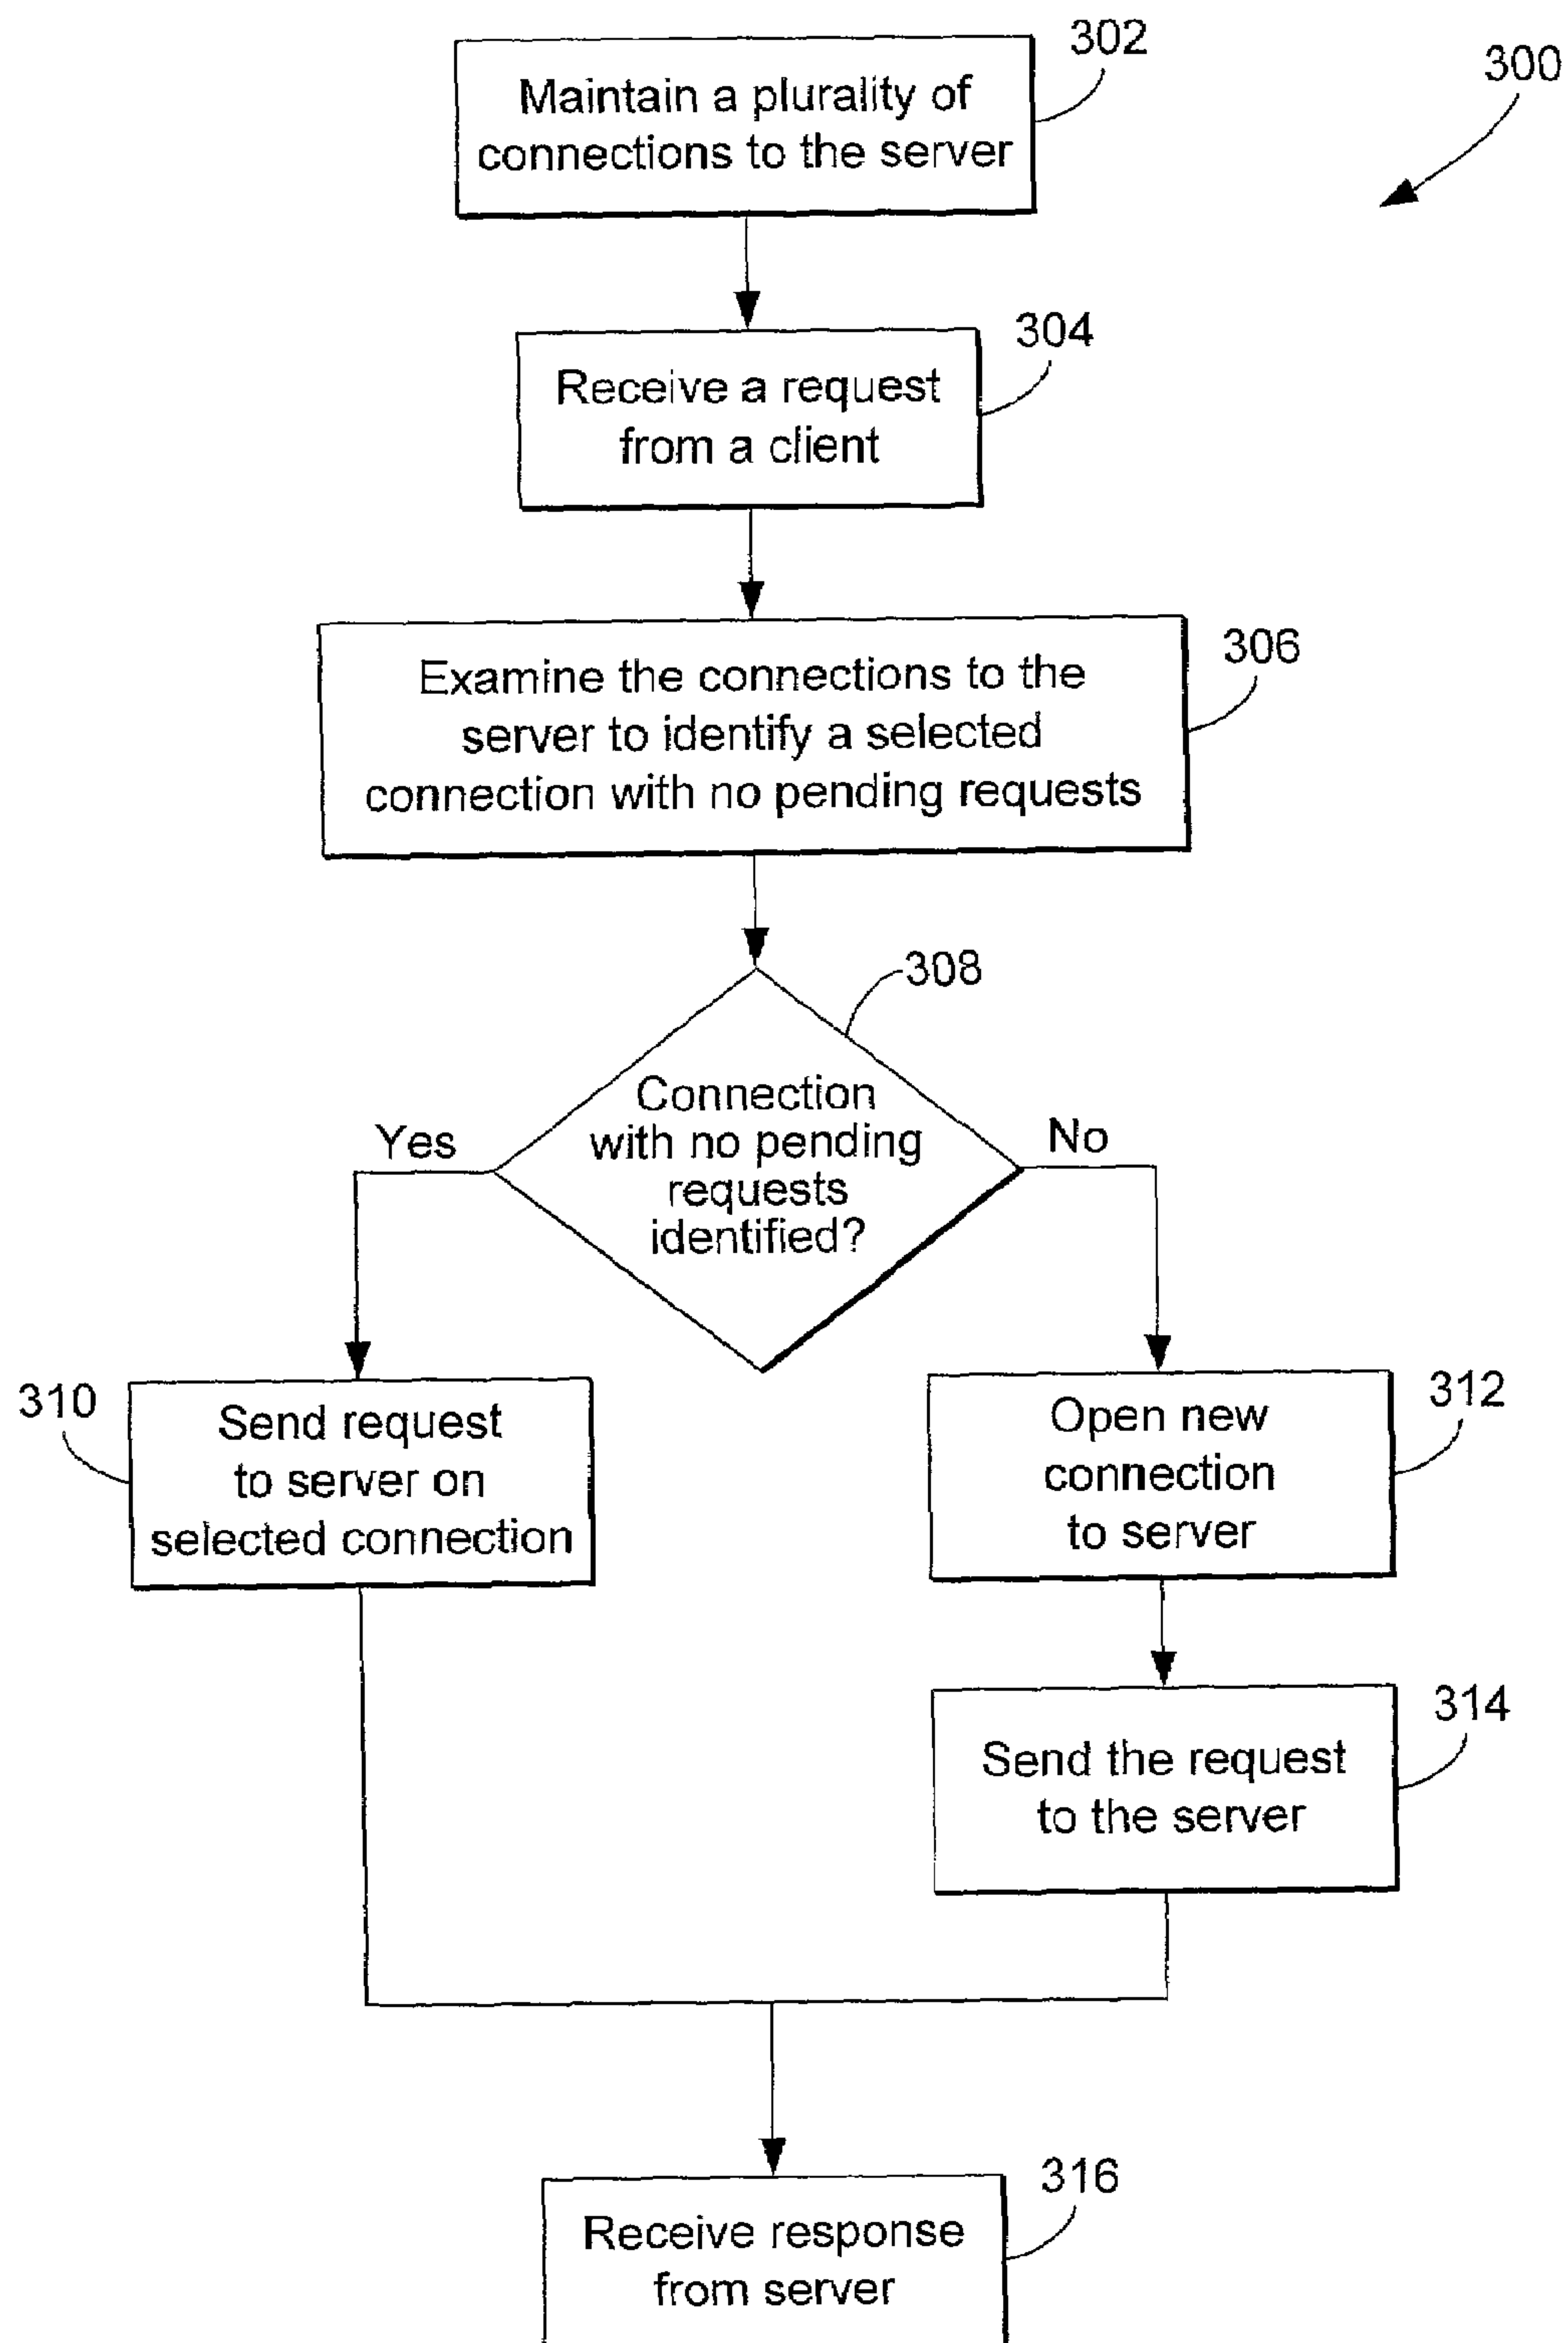 302
300
Maintain a plurality of
connections to the server
304
Receive a request
from a client
306
Examine the connections to the
server to identify a selected
connection with no pending requests
308
Connection
with no pending
requests
identified?
Yes
No
310
Send request
to server on
selected connection
312
Open new
connection
to server
314
Send the request
to the server
316
Receive response
from server